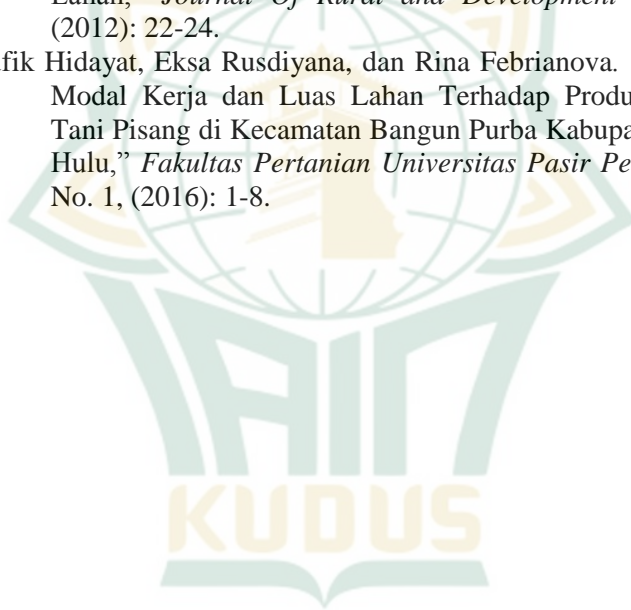 Journal Of Rural and Development
(2012): 22-24.
fik Hidayat, Eksa Rusdiyana, dan Rina Febrianova.
Modal Kerja dan Luas Lahan Terhadap Produ
Tani Pisang di Kecamatan Bangun Purba Kabupa
Hulu,” Fakultas Pertanian Universitas Pasir Pe
No. 1, (2016): 1-8.
IAIN
KUDUS